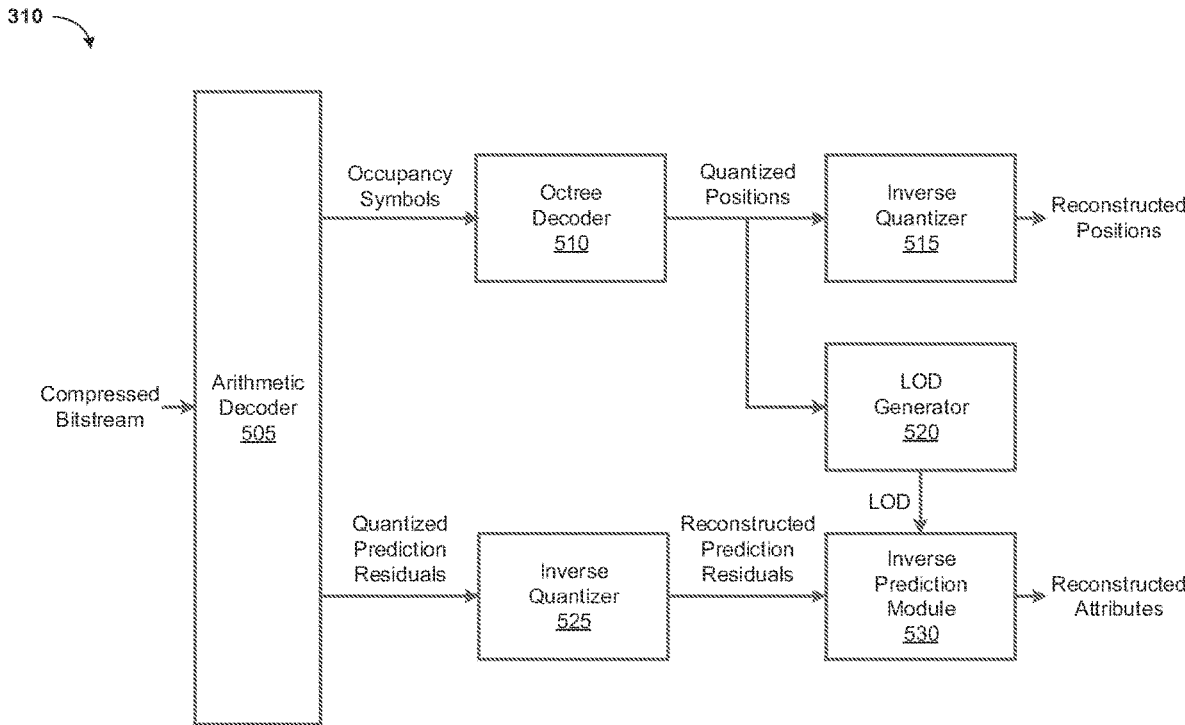 310
Occupancy
Symbols
Octree
Decoder
510
Quantized
Positions
Inverse
Quantizer
515
Reconstructed
Positions
Compressed
Bitstream
Arithmetic
Decoder
505
LOD
Generator
520
LOD
Quantized
Prediction
Residuals
Inverse
Quantizer
525
Reconstructed
Prediction
Residuals
Inverse
Prediction
Module
530
Reconstructed
Attributes